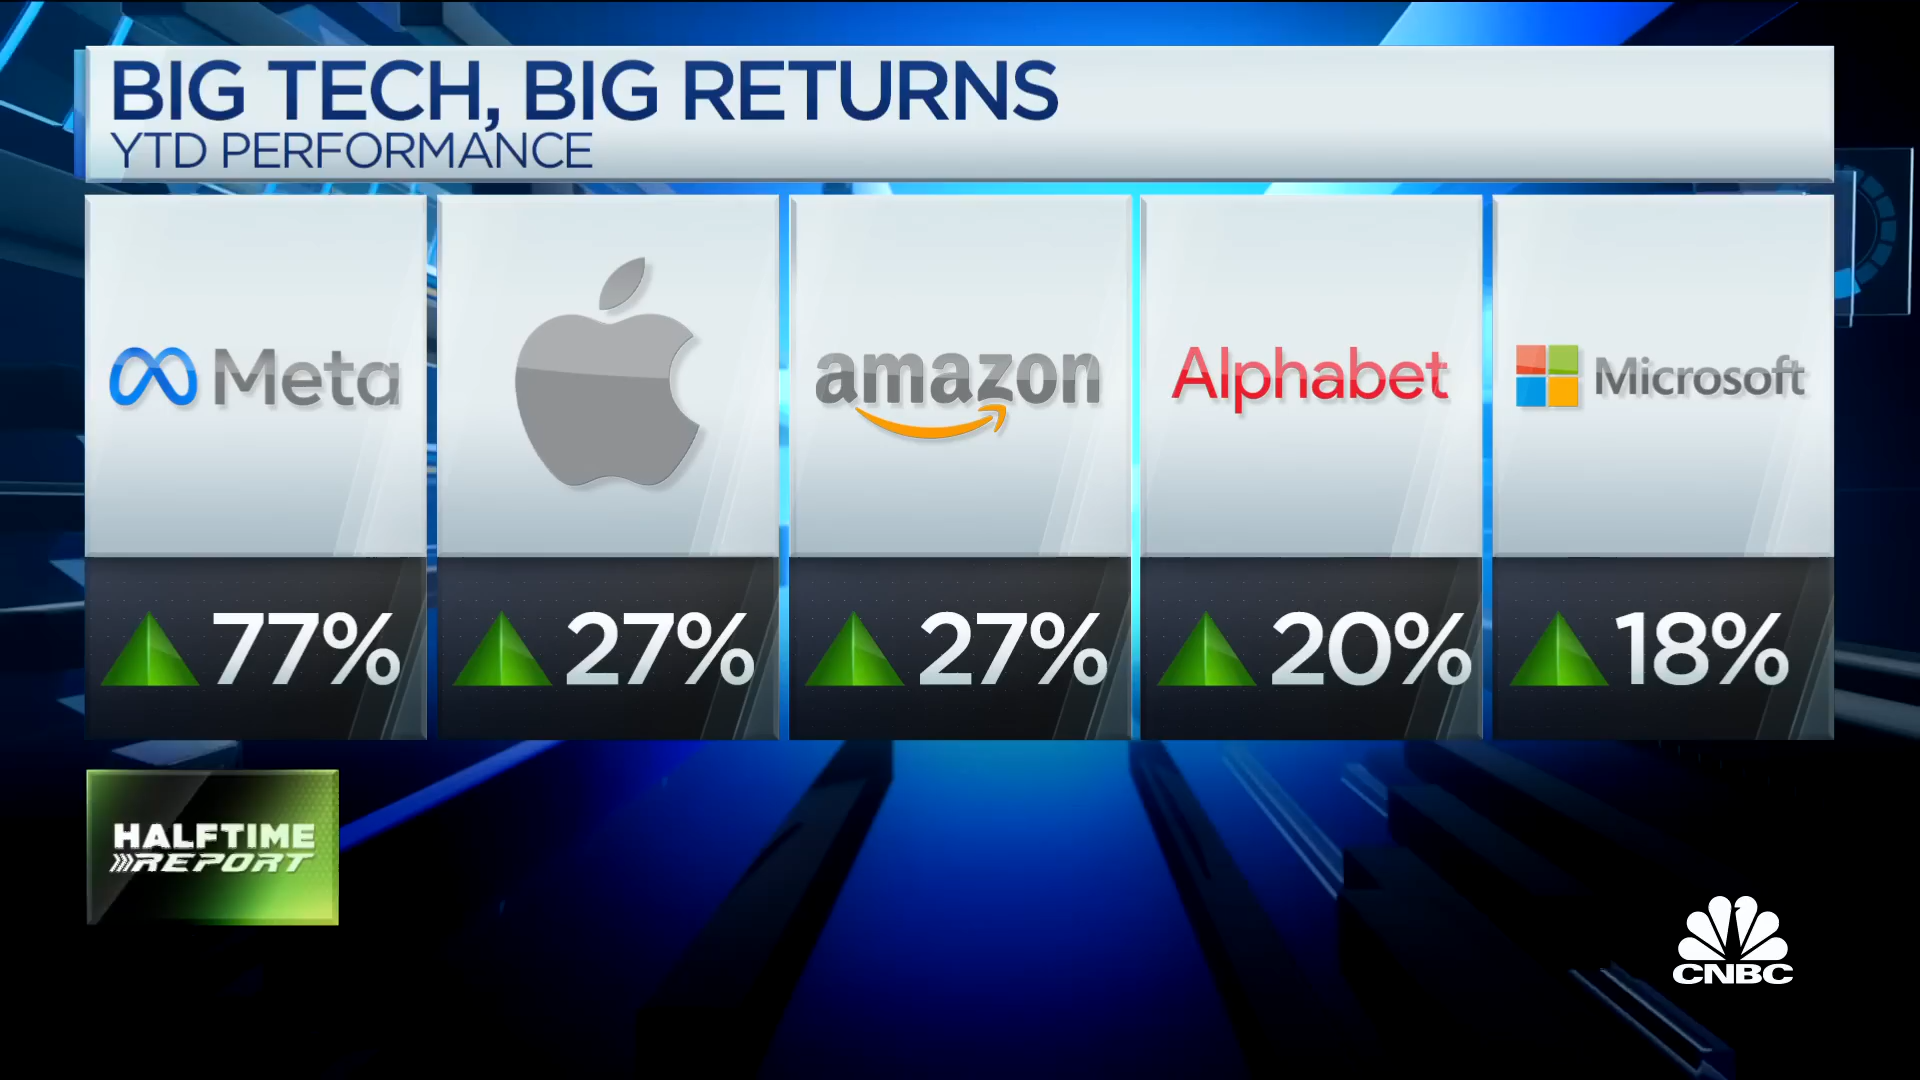 BIG TECH, BIG RETURNS
YTD PERFORMANCE
Meta
amazon
Alphabet
Microsoft
77%
27%
27%
20%
18%
HALFTIME
REPORT
CNBC